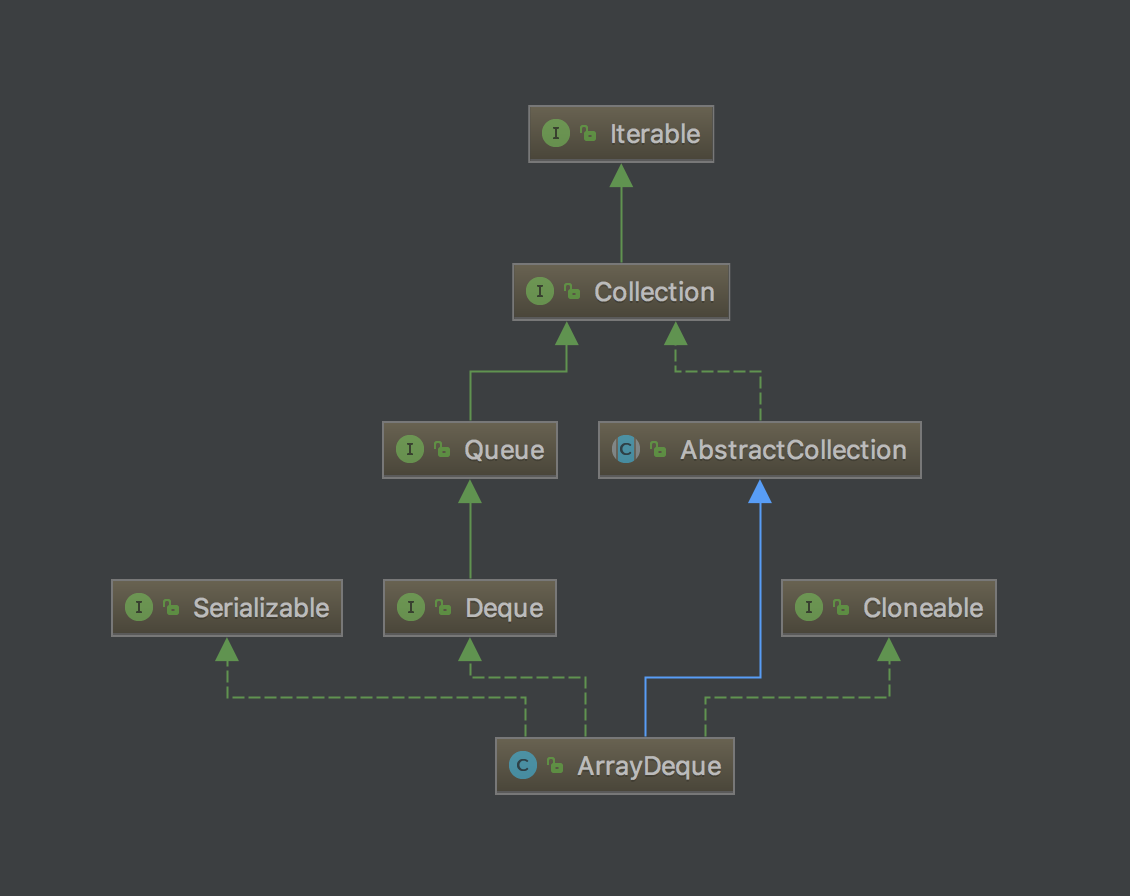 I Iterable
I Collection
I Queue
C AbstractCollection
I Serializable
I Deque
I Cloneable
C ArrayDeque